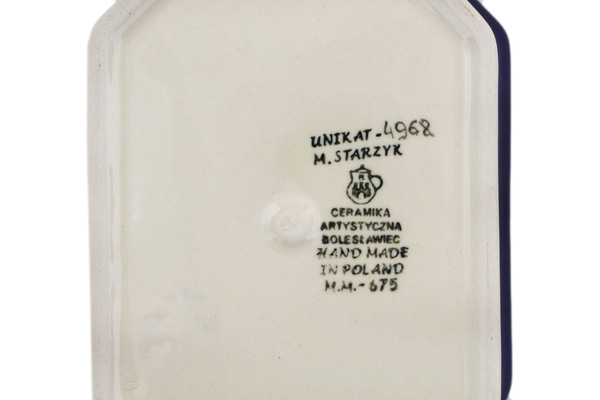 UNIKAT-4968
M. STARZYK
CERAMIKA
ARTYSTYCZNA
BOLESŁAWIEC
HAND MADE
IN POLAND
M.M.-675